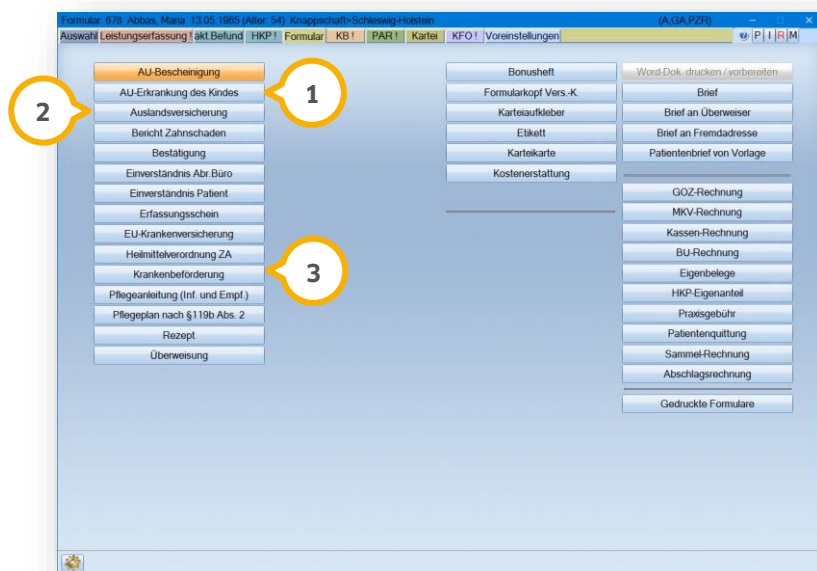 Formular: 678 Abbas, Maria 13.05.1965 (Alter: 54) Knappschaft>Schleswig-Holstein (A,GA,PZR)
Auswahl Leistungserfassung ! akt.Befund HKP ! Formular KB ! PAR ! Kartei KFO ! Voreinstellungen P I R M
AU-Bescheinigung
AU-Erkrankung des Kindes
Auslandsversicherung
Bericht Zahnschaden
Bestätigung
Einverständnis Abr.Büro
Einverständnis Patient
Erfassungsschein
EU-Krankenversicherung
Heilmittelverordnung ZA
Krankenbeförderung
Pflegeanleitung (Inf. und Empf.)
Pflegeplan nach §119b Abs. 2
Rezept
Überweisung
1
2
3
Bonusheft
Formularkopf Vers.-K.
Karteiaufkleber
Etikett
Karteikarte
Kostenerstattung
Word-Dok. drucken / vorbereiten
Brief
Brief an Überweiser
Brief an Fremdadresse
Patientenbrief von Vorlage
GOZ-Rechnung
MKV-Rechnung
Kassen-Rechnung
BU-Rechnung
Eigenbelege
HKP-Eigenanteil
Praxisgebühr
Patientenquittung
Sammel-Rechnung
Abschlagsrechnung
Gedruckte Formulare